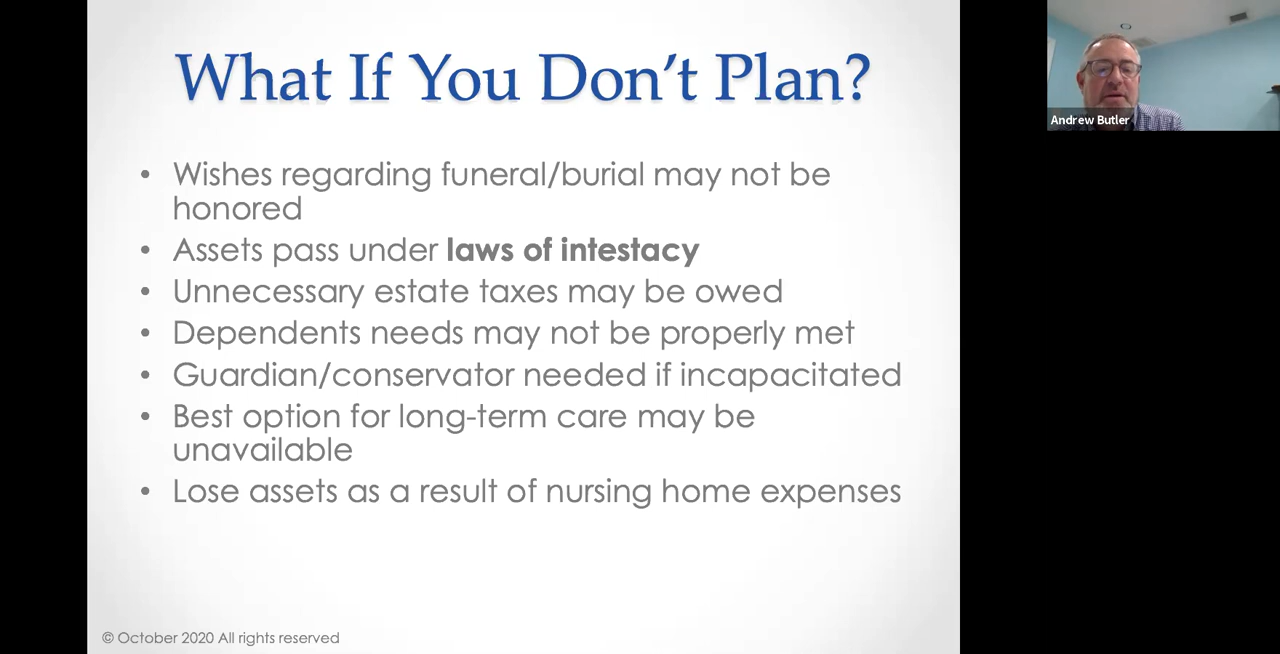 What If You Don't Plan?
• Wishes regarding funeral/burial may not be
honored
• Assets pass under laws of intestacy
• Unnecessary estate taxes may be owed
• Dependents needs may not be properly met
• Guardian/conservator needed if incapacitated
• Best option for long-term care may be
unavailable
• Lose assets as a result of nursing home expenses
© October 2020 All rights reserved
Andrew Butler